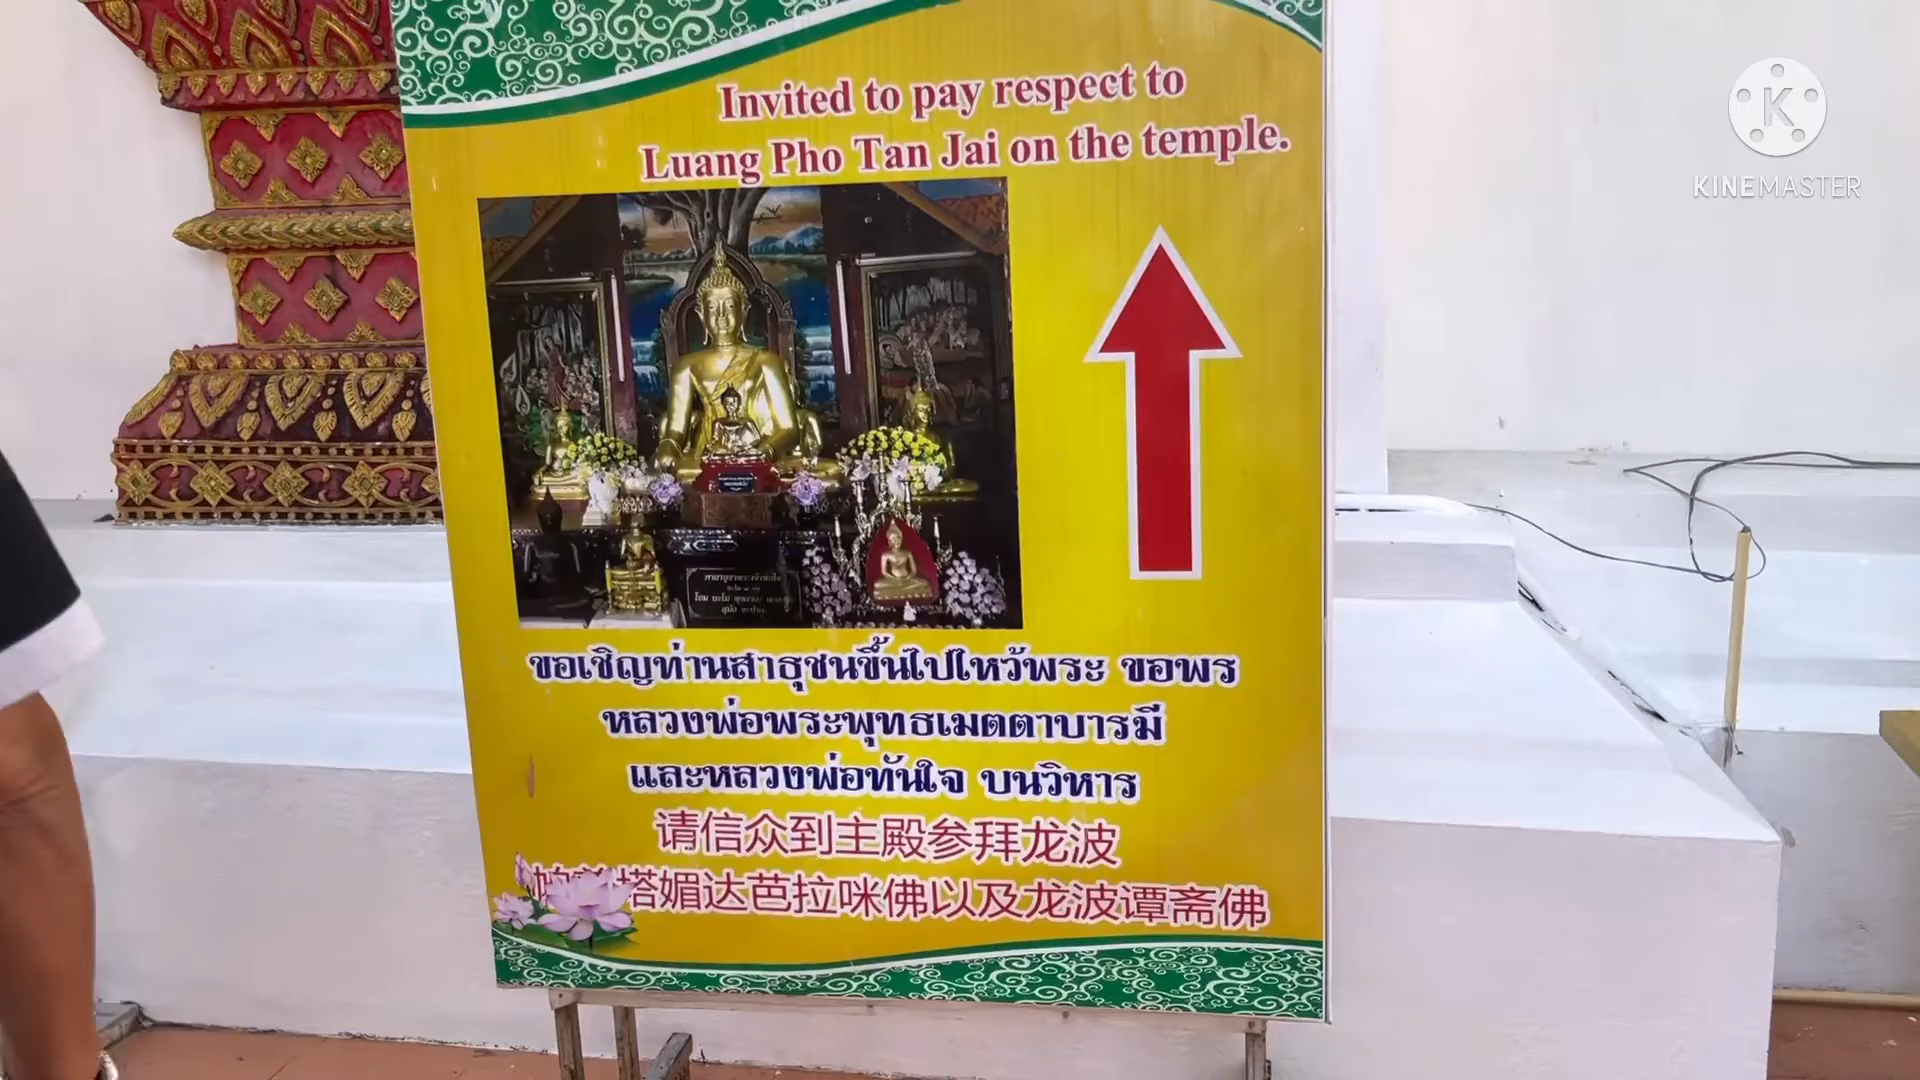 Invited to pay respect to
Luang Pho Tan Jai on the temple.
K
KINEMASTER
ขอเชิญท่านสาธุชนขึ้นไปไหว้พระ ขอพร
หลวงพ่อพระพุทธเมตตาบารมี
และหลวงพ่อทันใจ บนวิหาร
请信众到主殿参拜龙波
塔媚达芭拉咪佛以及龙波谭斋佛